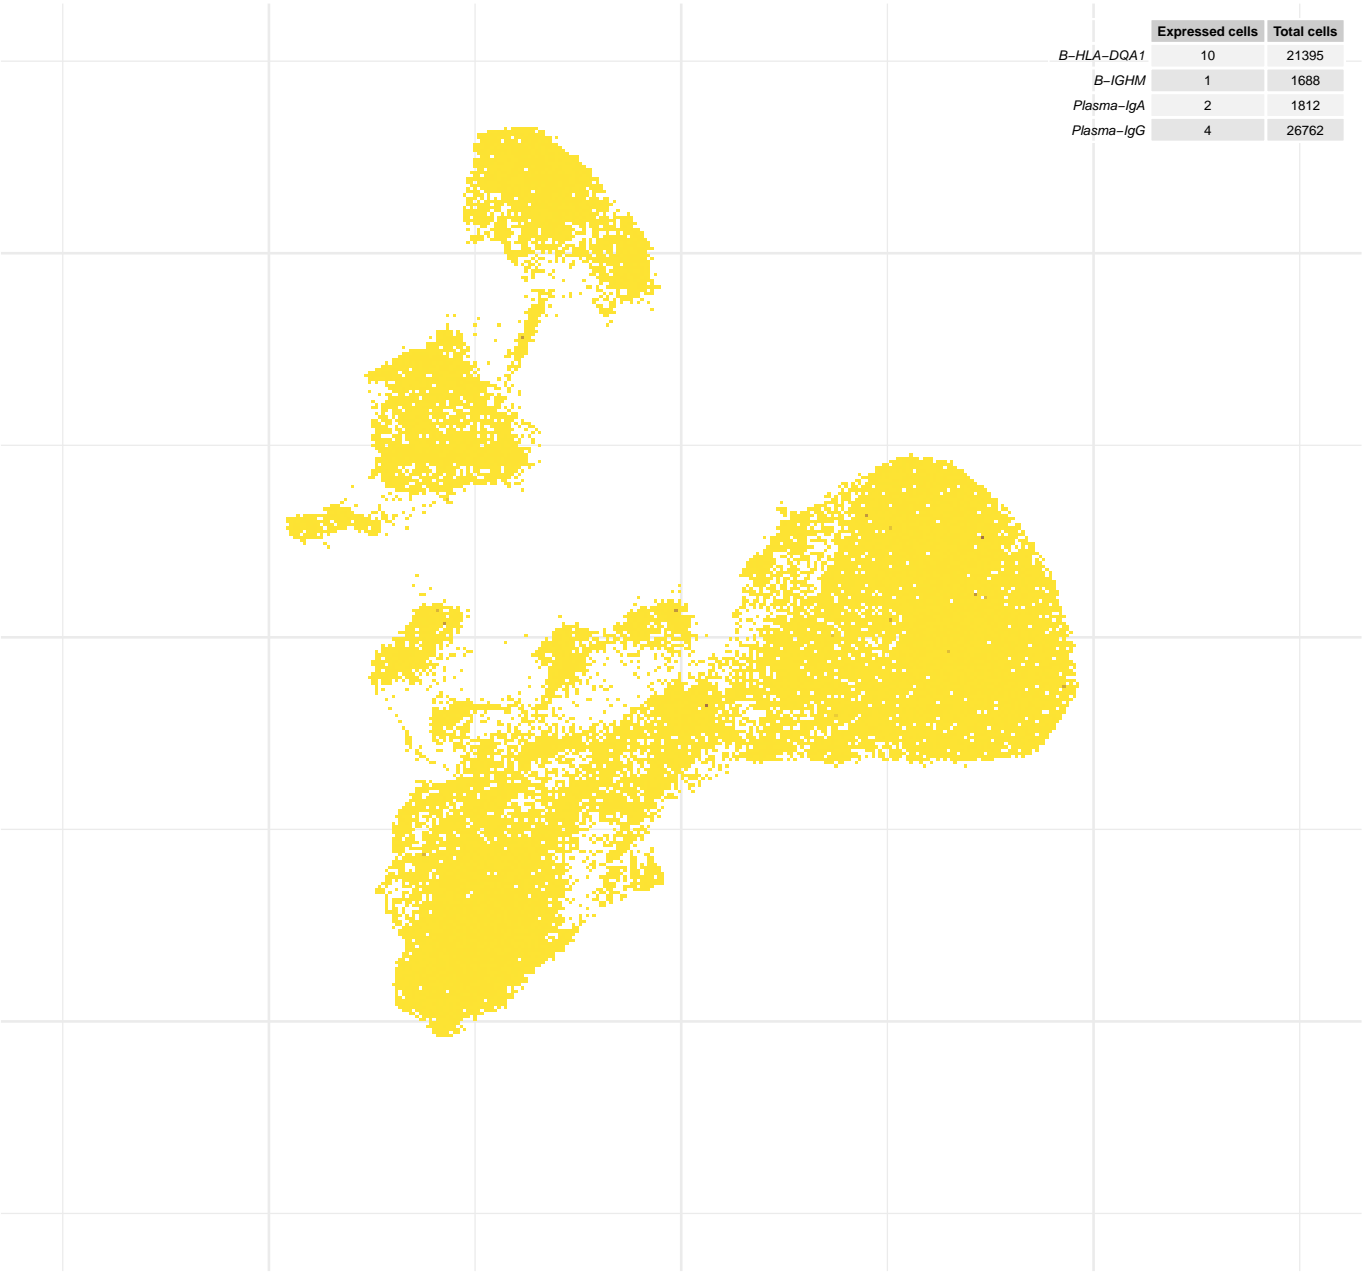 Expressed cells Total cells
B−HLA−DQA1 10 21395
B−IGHM 1 1688
Plasma−IgA 2 1812
Plasma−IgG 4 26762